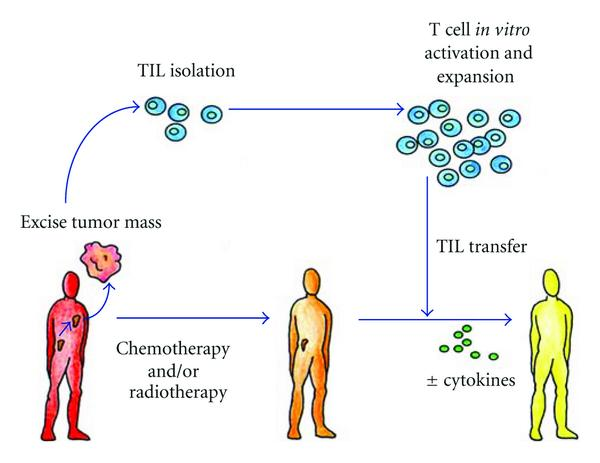 TIL isolation
T cell in vitro
activation and
expansion
Excise tumor mass
TIL transfer
Chemotherapy
and/or
radiotherapy
± cytokines